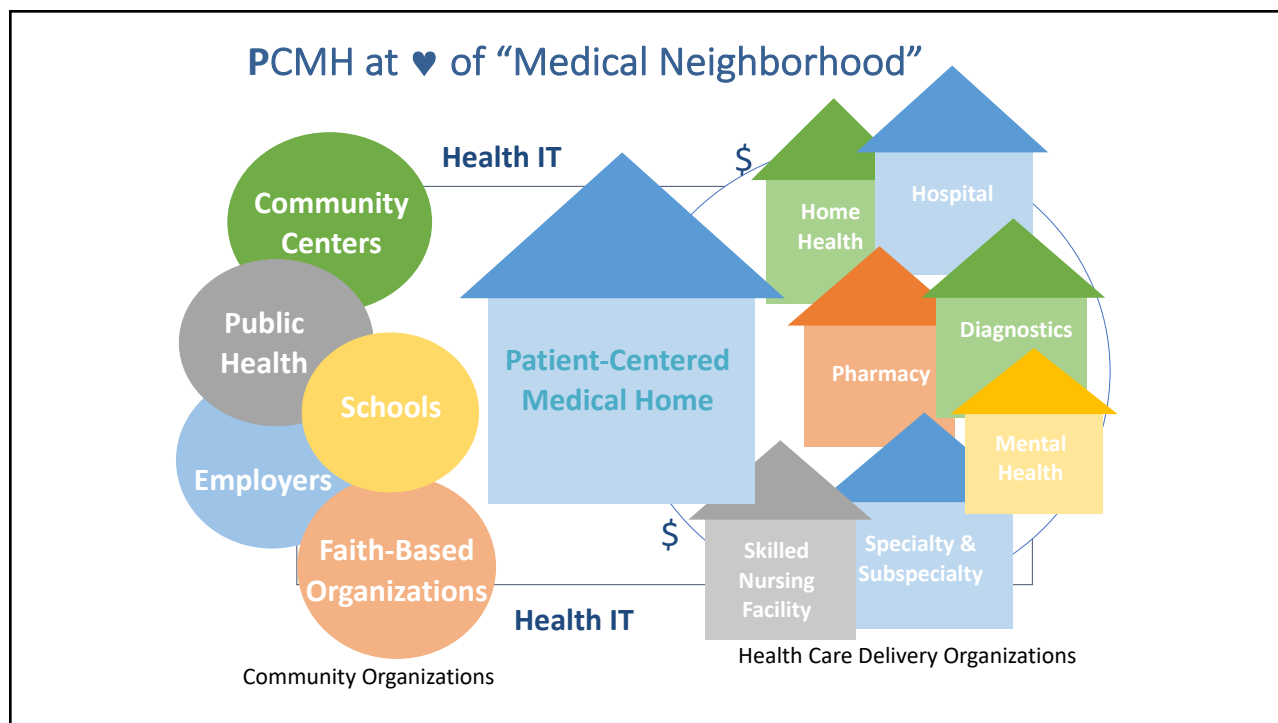 PCMH at ♥ of “Medical Neighborhood”
Health IT
$
Community
Centers
Public
Health
Schools
Employers
Faith-Based
Organizations
Patient-Centered
Medical Home
Home
Health
Hospital
Pharmacy
Diagnostics
Mental
Health
$
Skilled
Nursing
Facility
Specialty &
Subspecialty
Health IT
Community Organizations
Health Care Delivery Organizations